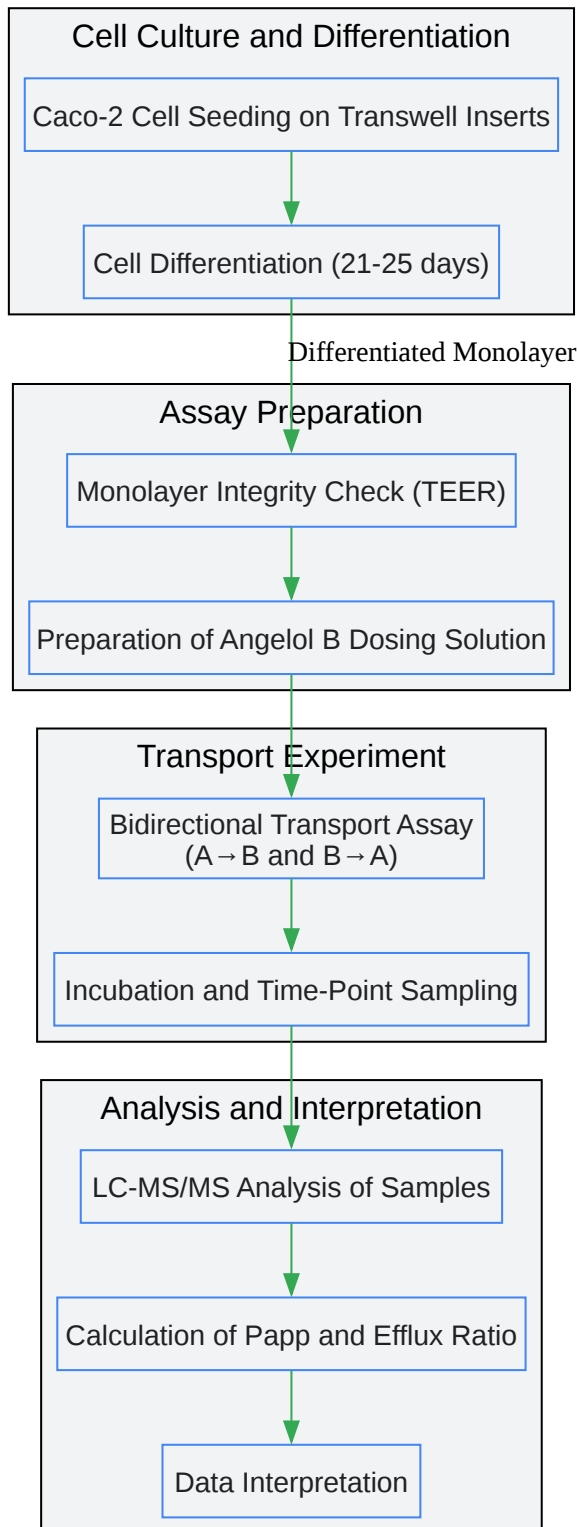 Cell Culture and Differentiation
Caco-2 Cell Seeding on Transwell Inserts
Cell Differentiation (21-25 days)
Differentiated Monolayer
Assay Preparation
Monolayer Integrity Check (TEER)
Preparation of Angelol B Dosing Solution
Transport Experiment
Bidirectional Transport Assay
(A→B and B→A)
Incubation and Time-Point Sampling
Analysis and Interpretation
LC-MS/MS Analysis of Samples
Calculation of Papp and Efflux Ratio
Data Interpretation